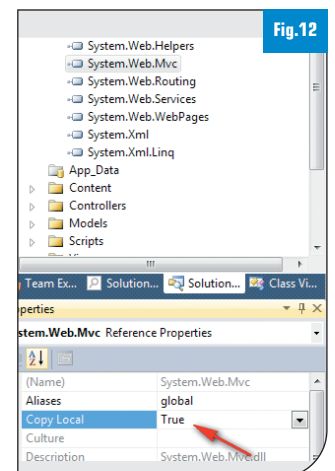 Fig.12
System.Web.Helpers
System.Web.Mvc
System.Web.Routing
System.Web.Services
System.Web.WebPages
System.Xml
System.Xml.Linq
App_Data
Content
Controllers
Models
Scripts
Team Ex... Solution... Solution... Class Vi...
perties
stem.Web.Mvc Reference Properties
(Name) System.Web.Mvc
Aliases global
Copy Local True
Culture
Description System.Web.Mvc.dll